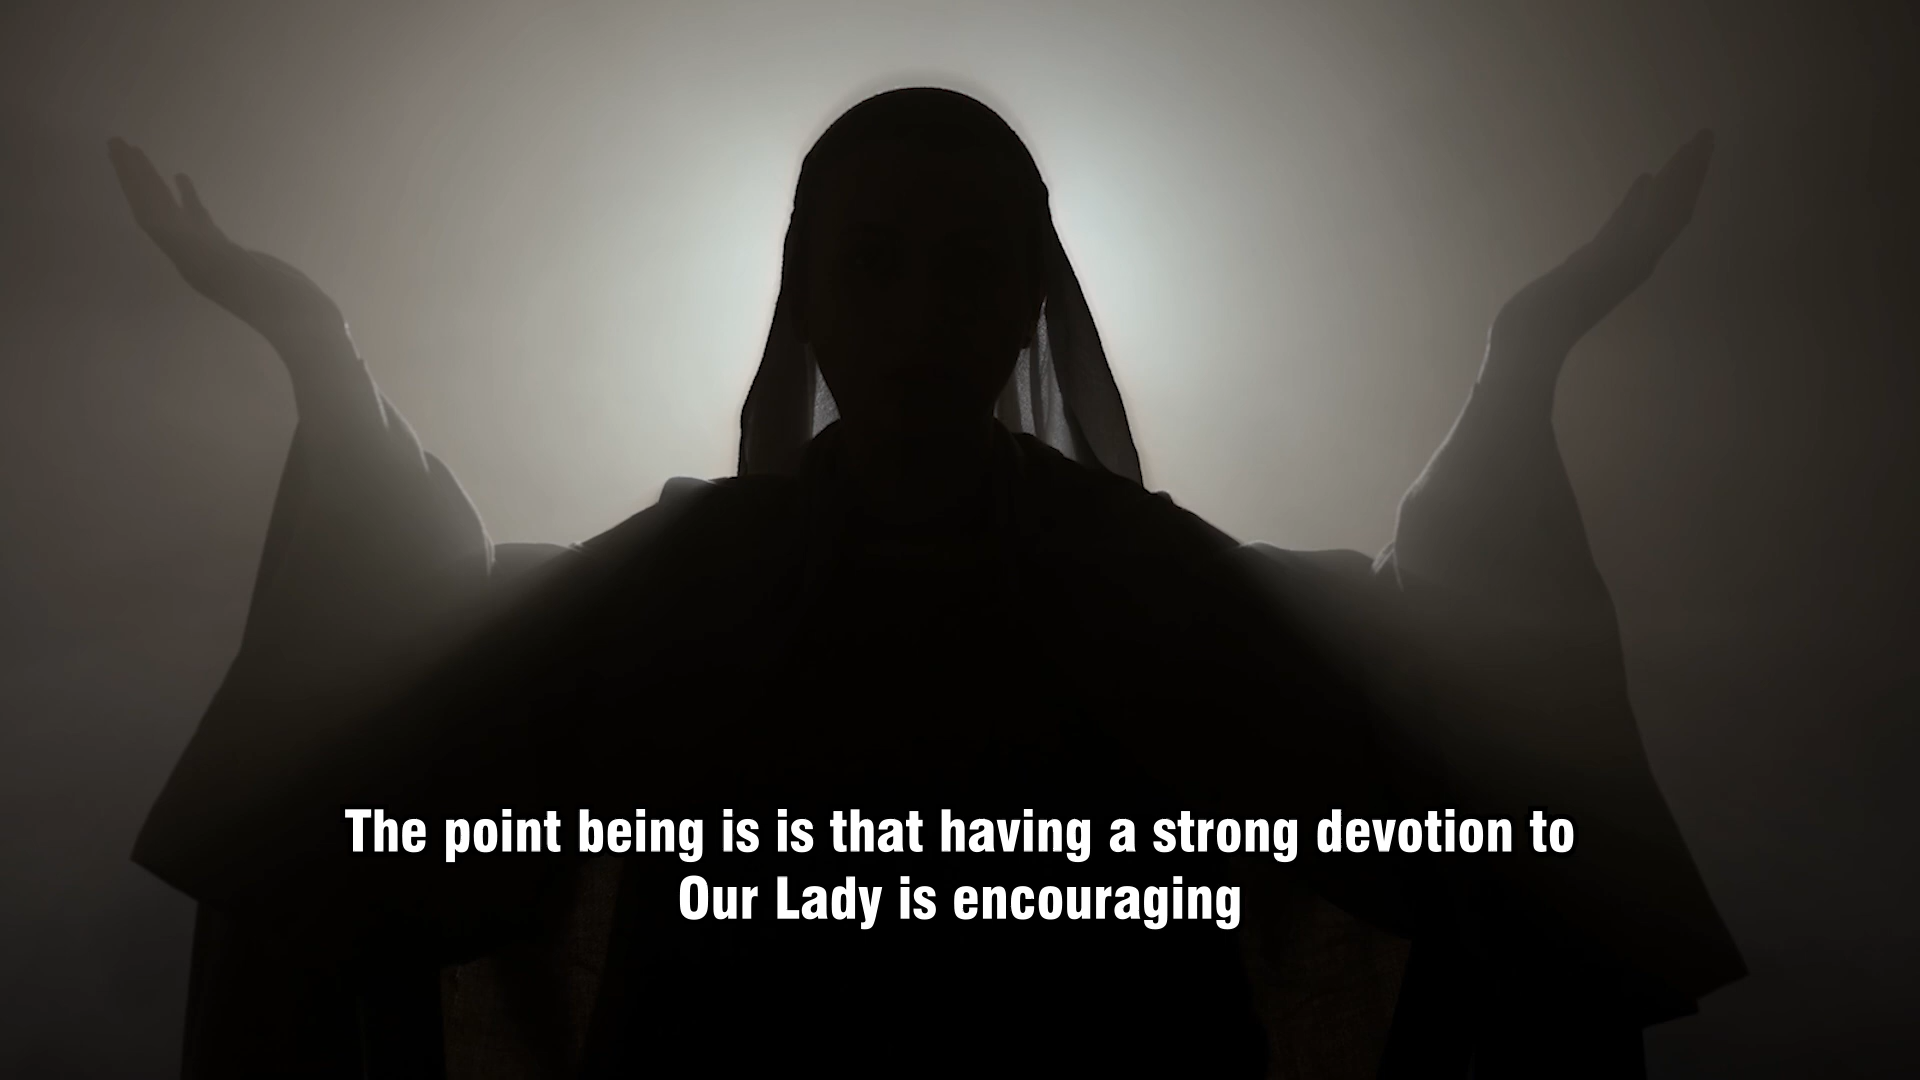 The point being is is that having a strong devotion to
Our Lady is encouraging